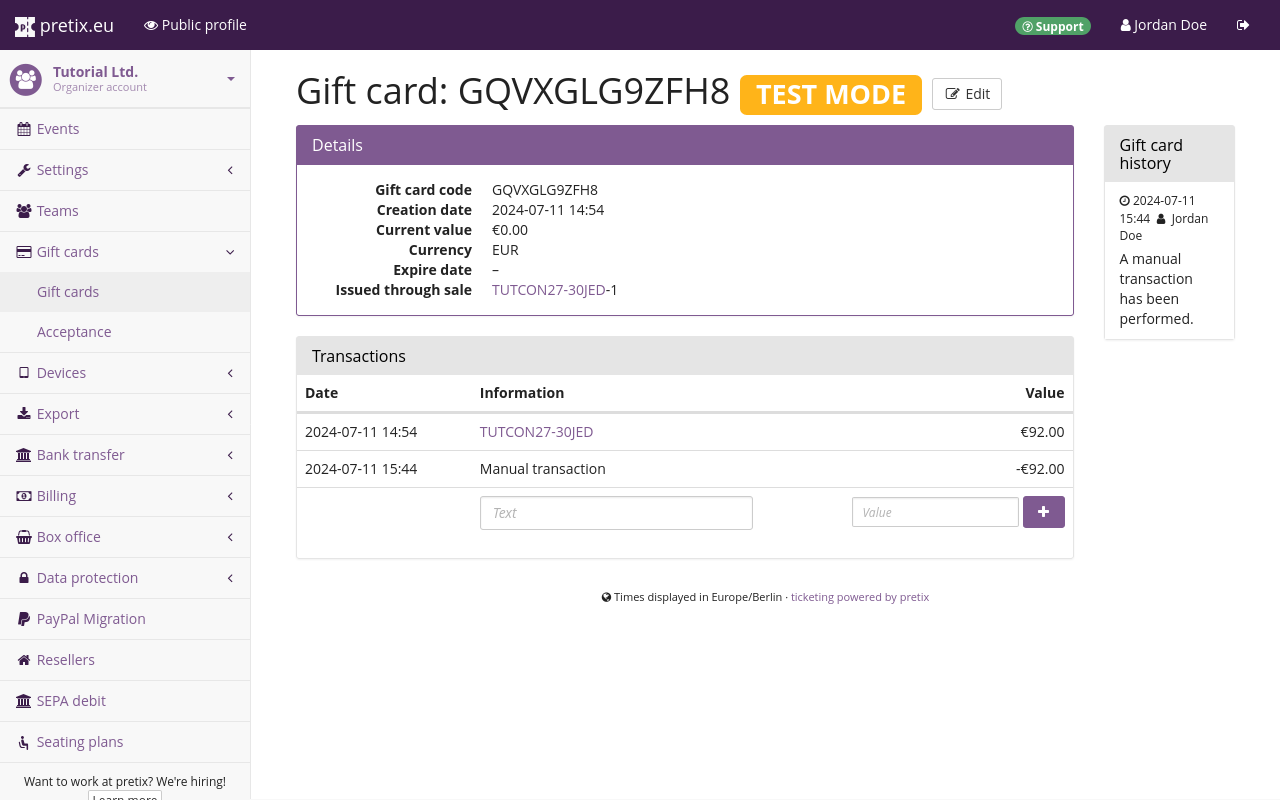 pretix.eu
Public profile
Support
Jordan Doe
Tutorial Ltd.
Organizer account
Events
Settings
Teams
Gift cards
Gift cards
Acceptance
Devices
Export
Bank transfer
Billing
Box office
Data protection
PayPal Migration
Resellers
SEPA debit
Seating plans
Want to work at pretix? We're hiring!
Learn more
Gift card: GQVXGLG9ZFH8 TEST MODE Edit
Details
Gift card code GQVXGLG9ZFH8
Creation date 2024-07-11 14:54
Current value €0.00
Currency EUR
Expire date –
Issued through sale TUTCON27-30JED-1
Transactions
Date Information Value
2024-07-11 14:54 TUTCON27-30JED €92.00
2024-07-11 15:44 Manual transaction -€92.00
Text Value
Times displayed in Europe/Berlin · ticketing powered by pretix
Gift card
history
2024-07-11
15:44 Jordan
Doe
A manual
transaction
has been
performed.